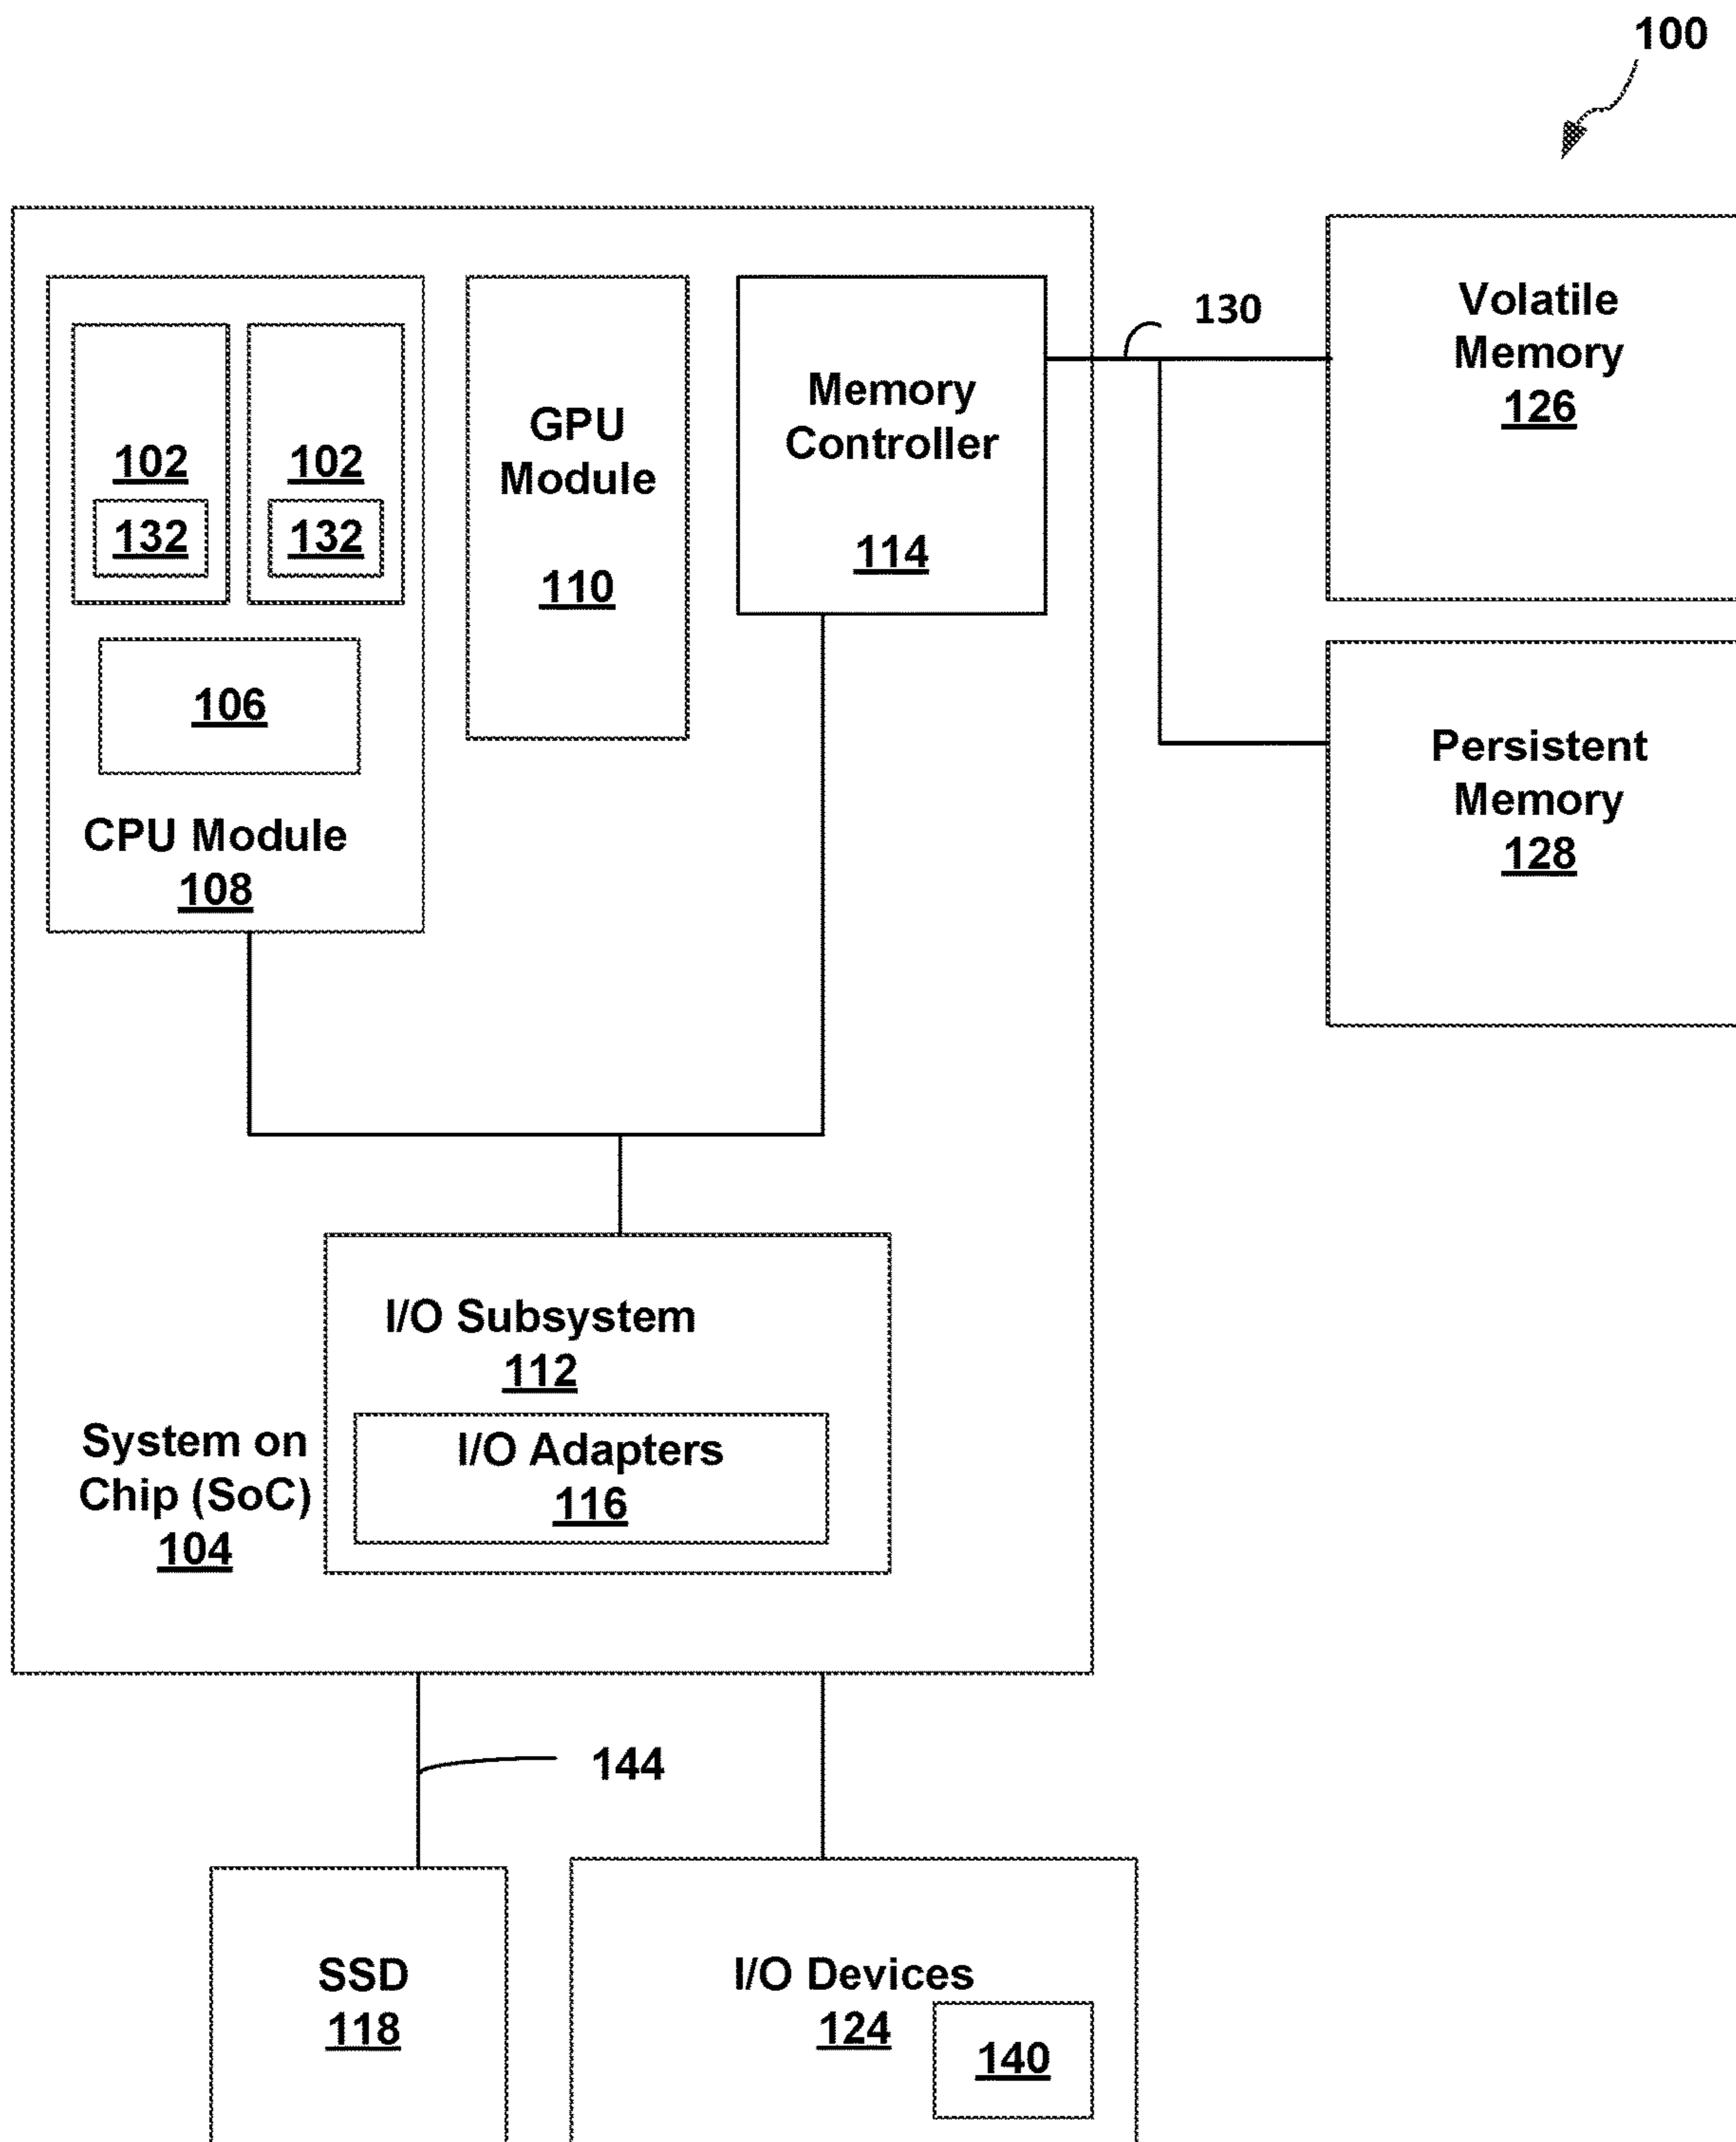 100
102
132
102
132
106
CPU Module
108
GPU
Module
110
Memory
Controller
114
130
Volatile
Memory
126
Persistent
Memory
128
I/O Subsystem
112
I/O Adapters
116
System on
Chip (SoC)
104
144
SSD
118
I/O Devices
124
140